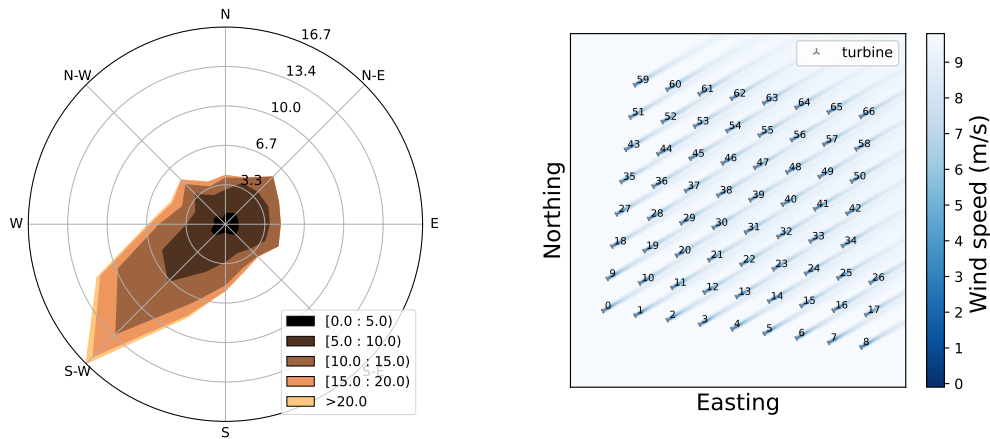 N
N-E
E
S-E
S
S-W
W
N-W
3.3
6.7
10.0
13.4
16.7
[0.0 : 5.0)
[5.0 : 10.0)
[10.0 : 15.0)
[15.0 : 20.0)
>20.0
turbine
59 60 61 62 63 64 65 66
51 52 53 54 55 56 57 58
43 44 45 46 47 48 49 50
35 36 37 38 39 40 41 42
27 28 29 30 31 32 33 34
18 19 20 21 22 23 24 25 26
9 10 11 12 13 14 15 16 17
0 1 2 3 4 5 6 7 8
Northing
Easting
9
8
7
6
5
4
3
2
1
0
Wind speed (m/s)